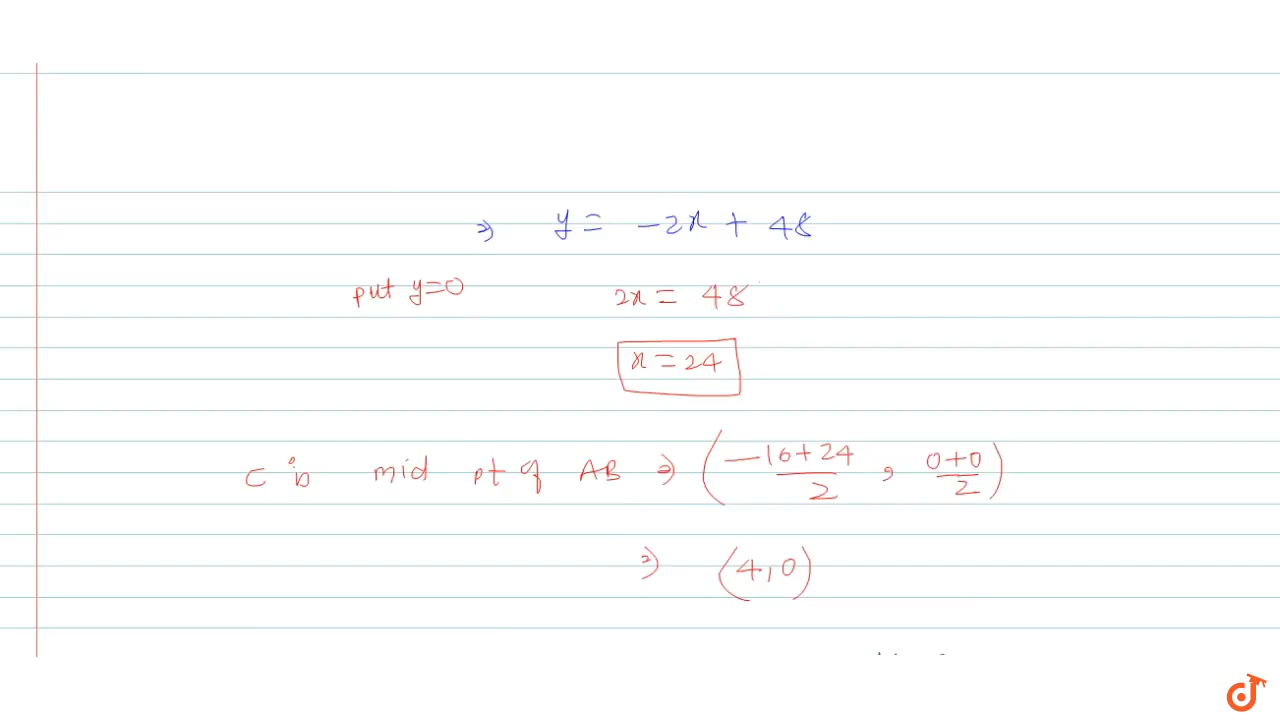 ⇒ y = -2x + 48
put y=0 2x = 48
x = 24
C is mid pt of AB ⇒ (-16+24/2, 0+0/2)
⇒ (4,0)